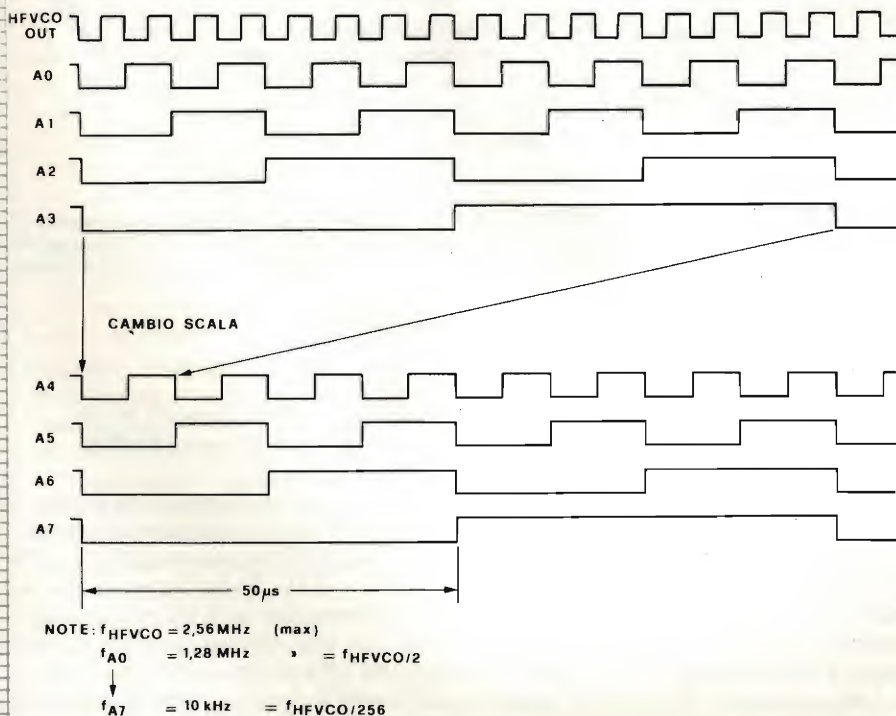 HFVCO
OUT
A0
A1
A2
A3
CAMBIO SCALA
A4
A5
A6
A7
50µs
NOTE: fHFVCO = 2,56 MHz (max)
fA0 = 1,28 MHz » = fHFVCO/2
fA7 = 10 kHz = fHFVCO/256